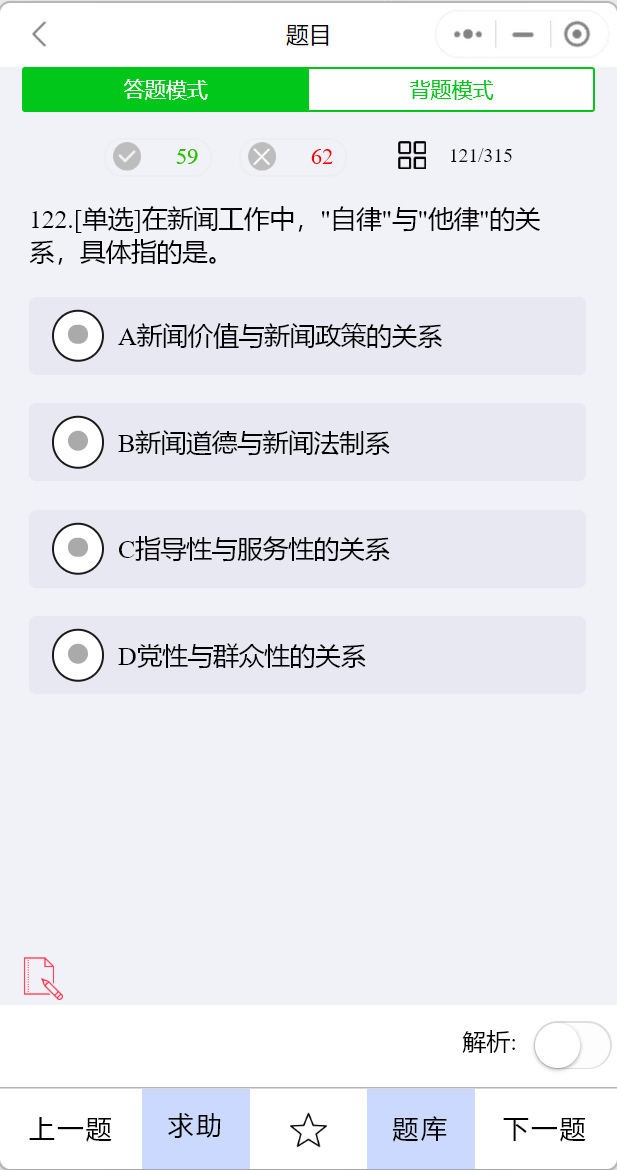 题目
答题模式 背题模式
59 62 121/315
122.[单选]在新闻工作中，"自律"与"他律"的关
系，具体指的是。
A新闻价值与新闻政策的关系
B新闻道德与新闻法制系
C指导性与服务性的关系
D党性与群众性的关系
解析:
上一题 求助 题库 下一题